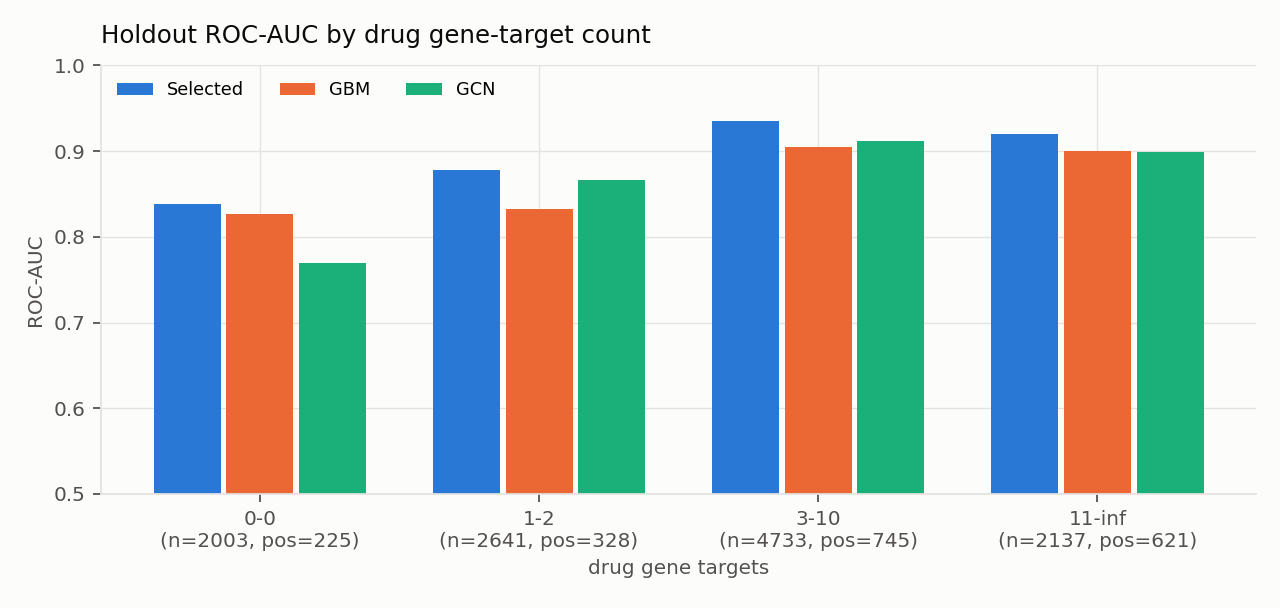 Holdout ROC-AUC by drug gene-target count
Selected GBM GCN
ROC-AUC
1.0
0.9
0.8
0.7
0.6
0.5
0-0 1-2 3-10 11-inf
(n=2003, pos=225) (n=2641, pos=328) (n=4733, pos=745) (n=2137, pos=621)
drug gene targets